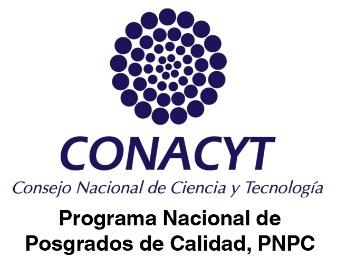 CONACYT
Consejo Nacional de Ciencia y Tecnología
Programa Nacional de
Posgrados de Calidad, PNPC